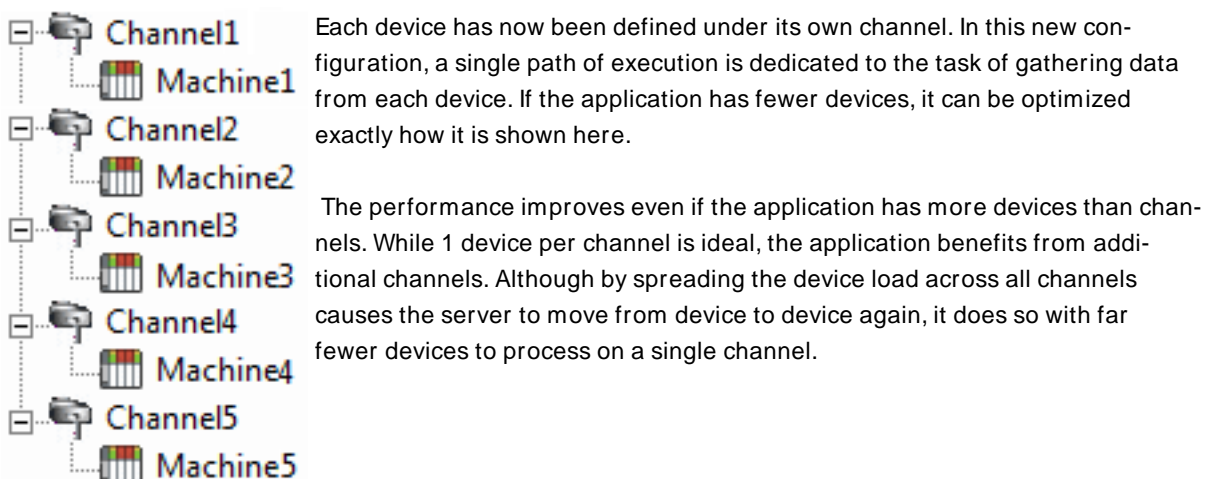 Channel1
Machine1
Channel2
Machine2
Channel3
Machine3
Channel4
Machine4
Channel5
Machine5
Each device has now been defined under its own channel. In this new con-
figuration, a single path of execution is dedicated to the task of gathering data
from each device. If the application has fewer devices, it can be optimized
exactly how it is shown here.
The performance improves even if the application has more devices than chan-
nels. While 1 device per channel is ideal, the application benefits from addi-
tional channels. Although by spreading the device load across all channels
causes the server to move from device to device again, it does so with far
fewer devices to process on a single channel.